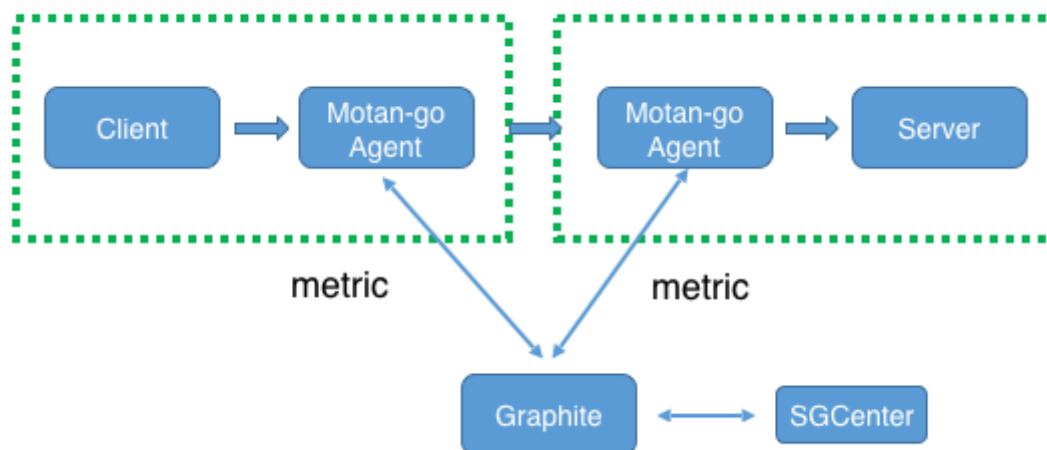 Client
Motan-go
Agent
Motan-go
Agent
Server
metric
metric
Graphite
SGCenter